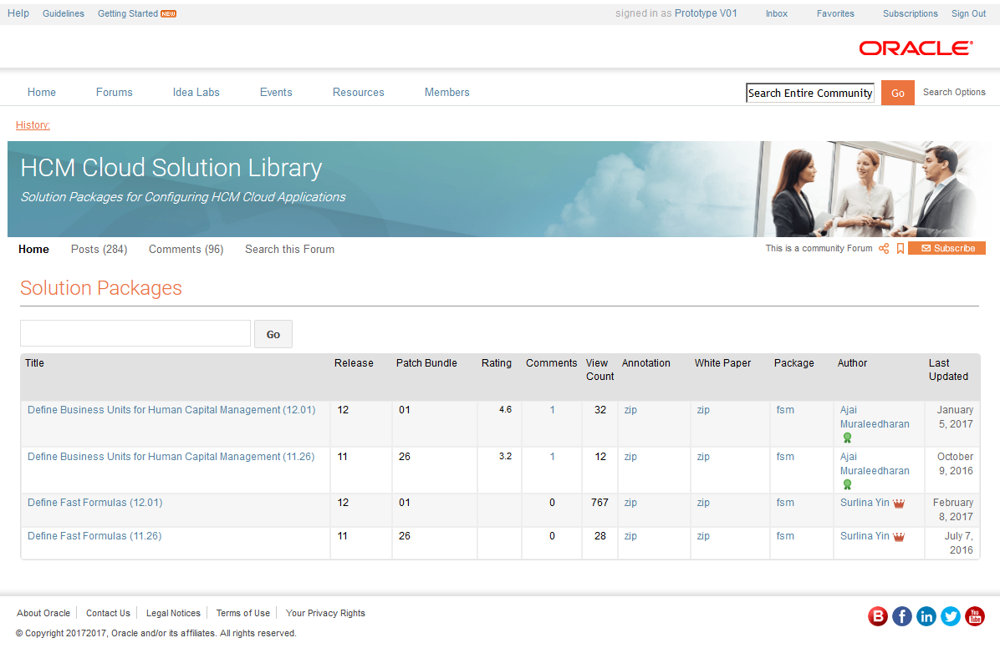 Help Guidelines Getting Started NEW signed in as Prototype V01 Inbox Favorites Subscriptions Sign Out
ORACLE®
Home Forums Idea Labs Events Resources Members Search Entire Community Go Search Options
History:
HCM Cloud Solution Library
Solution Packages for Configuring HCM Cloud Applications
Home Posts (284) Comments (96) Search this Forum This is a community Forum Subscribe
Solution Packages
Go
Title Release Patch Bundle Rating Comments View Annotation White Paper Package Author Last
Count Updated
Define Business Units for Human Capital Management (12.01) 12 01 4.6 1 32 zip zip fsm Ajai January
Muraleedharan 5, 2017
Define Business Units for Human Capital Management (11.26) 11 26 3.2 1 12 zip zip fsm Ajai October
Muraleedharan 9, 2016
Define Fast Formulas (12.01) 12 01 0 767 zip zip fsm Surlina Yin February
8, 2017
Define Fast Formulas (11.26) 11 26 0 28 zip zip fsm Surlina Yin July 7,
2016
About Oracle Contact Us Legal Notices Terms of Use Your Privacy Rights
B f in You Tube
© Copyright 20172017, Oracle and/or its affiliates. All rights reserved.